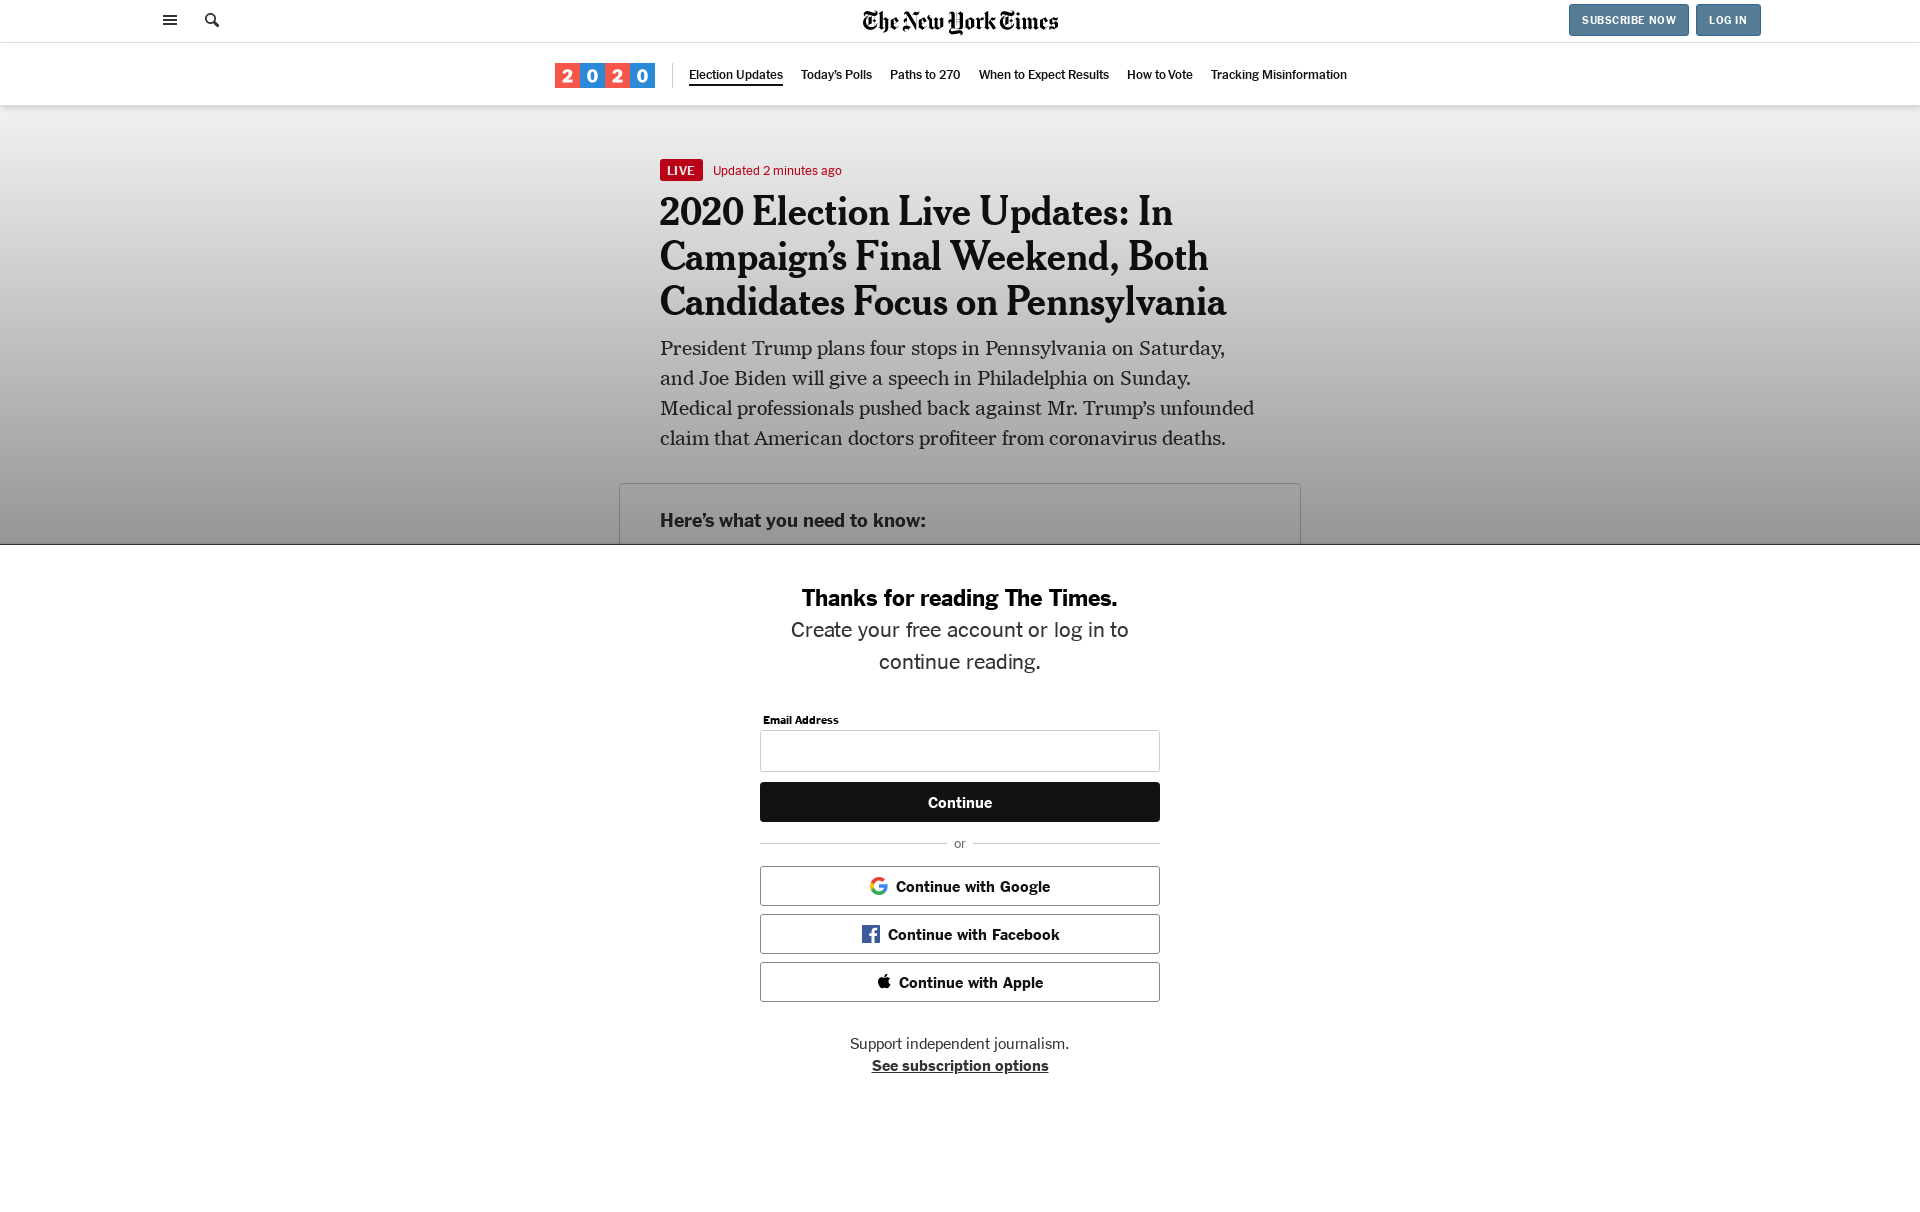 The New York Times
SUBSCRIBE NOW
LOG IN
2020
Election Updates
Today's Polls
Paths to 270
When to Expect Results
How to Vote
Tracking Misinformation
LIVE Updated 2 minutes ago
2020 Election Live Updates: In
Campaign’s Final Weekend, Both
Candidates Focus on Pennsylvania
President Trump plans four stops in Pennsylvania on Saturday,
and Joe Biden will give a speech in Philadelphia on Sunday.
Medical professionals pushed back against Mr. Trump’s unfounded
claim that American doctors profiteer from coronavirus deaths.
Here’s what you need to know:
Thanks for reading The Times.
Create your free account or log in to
continue reading.
Email Address
Continue
or
Continue with Google
Continue with Facebook
Continue with Apple
Support independent journalism.
See subscription options